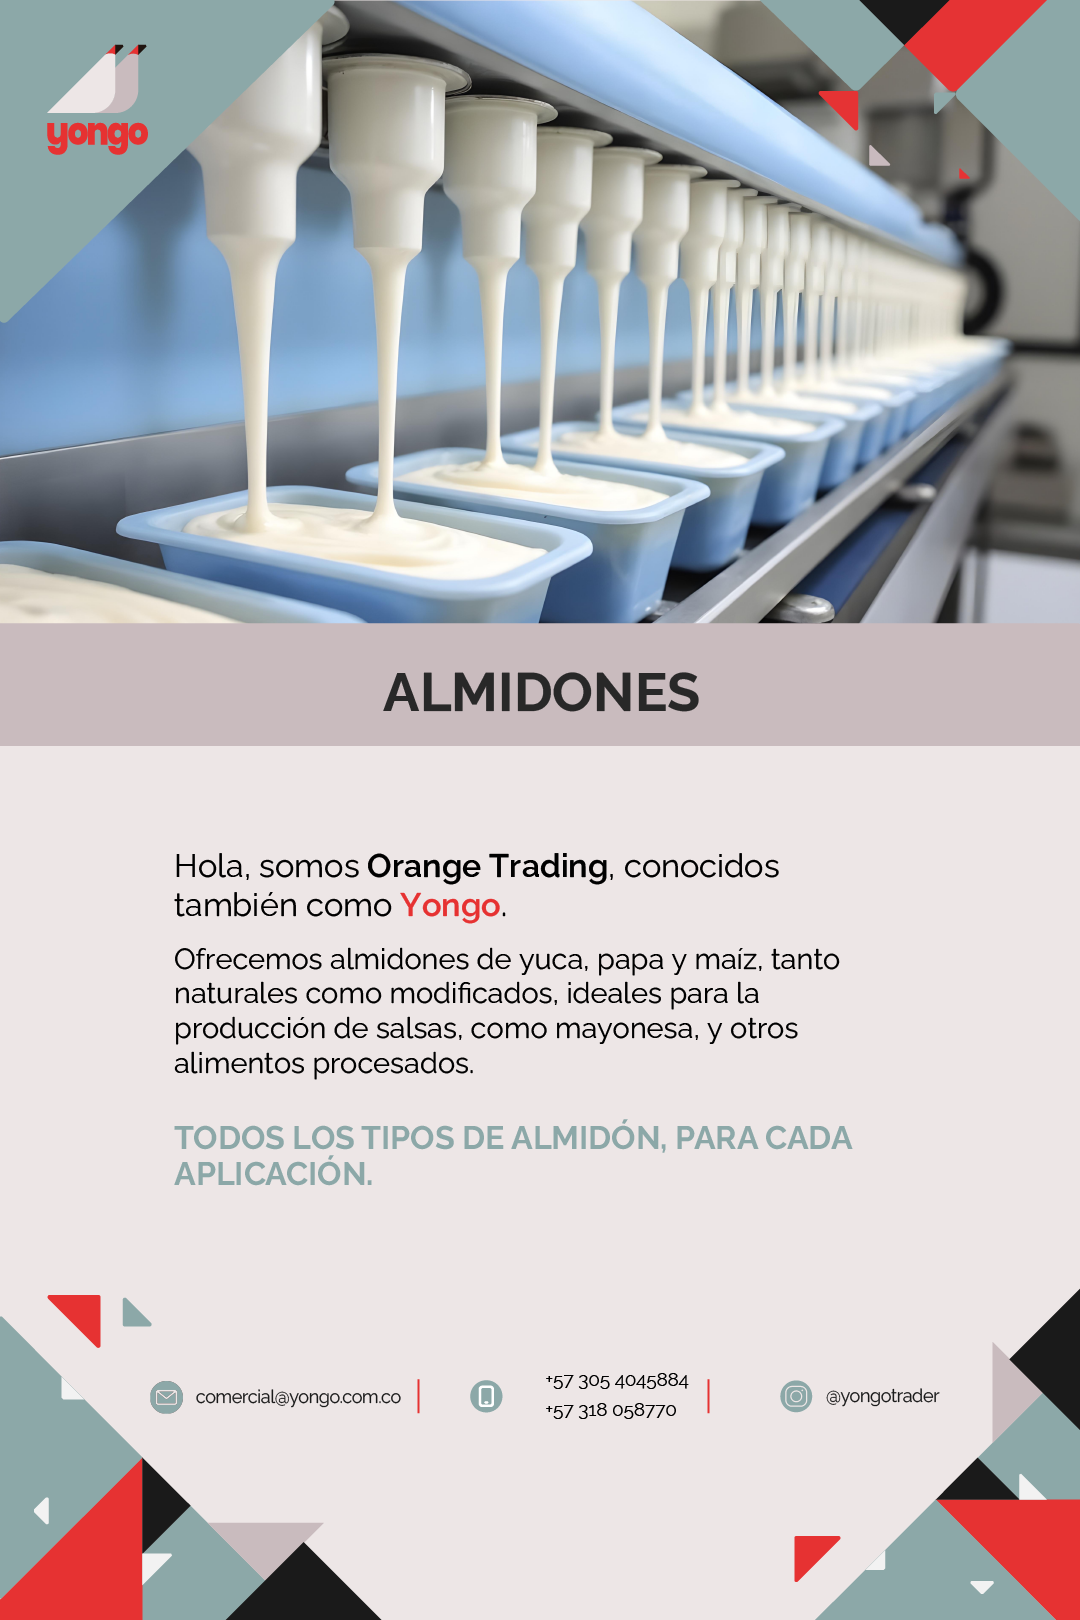 yongo
ALMIDONES
Hola, somos Orange Trading, conocidos
también como Yongo.
Ofrecemos almidones de yuca, papa y maíz, tanto
naturales como modificados, ideales para la
producción de salsas, como mayonesa, y otros
alimentos procesados.
TODOS LOS TIPOS DE ALMIDÓN, PARA CADA
APLICACIÓN.
comercial@yongo.com.co
+57 305 4045884
+57 318 058770
@yongotrader